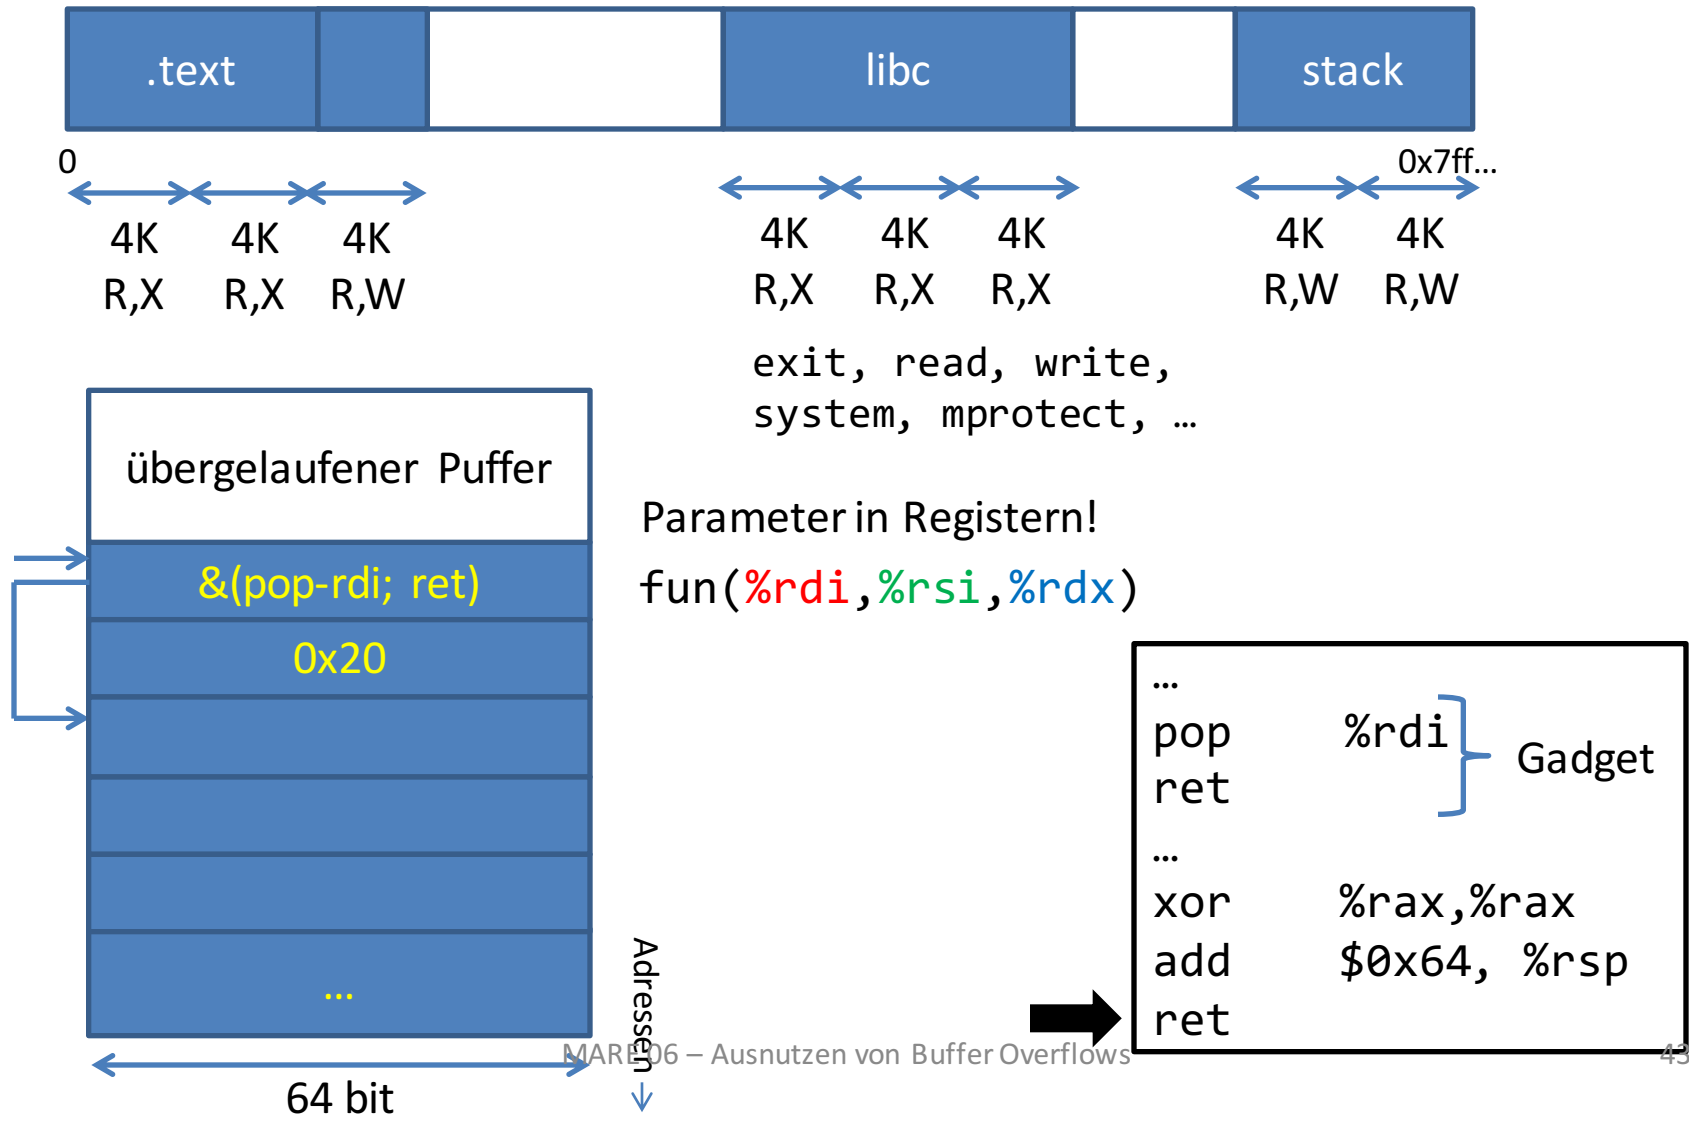 .text
libc
stack
0
0x7ff…
4K
4K
4K
4K
4K
4K
4K
4K
R,X
R,X
R,W
R,X
R,X
R,X
R,W
R,W
exit, read, write,
system, mprotect, …
übergelaufener Puffer
Parameter in Registern!
&(pop-rdi; ret)
fun(%rdi,%rsi,%rdx)
0x20
…
pop %rdi
ret
Gadget
…
xor %rax,%rax
add $0x64, %rsp
ret
…
Adressen
MARE 06 – Ausnutzen von Buffer Overflows
43
64 bit